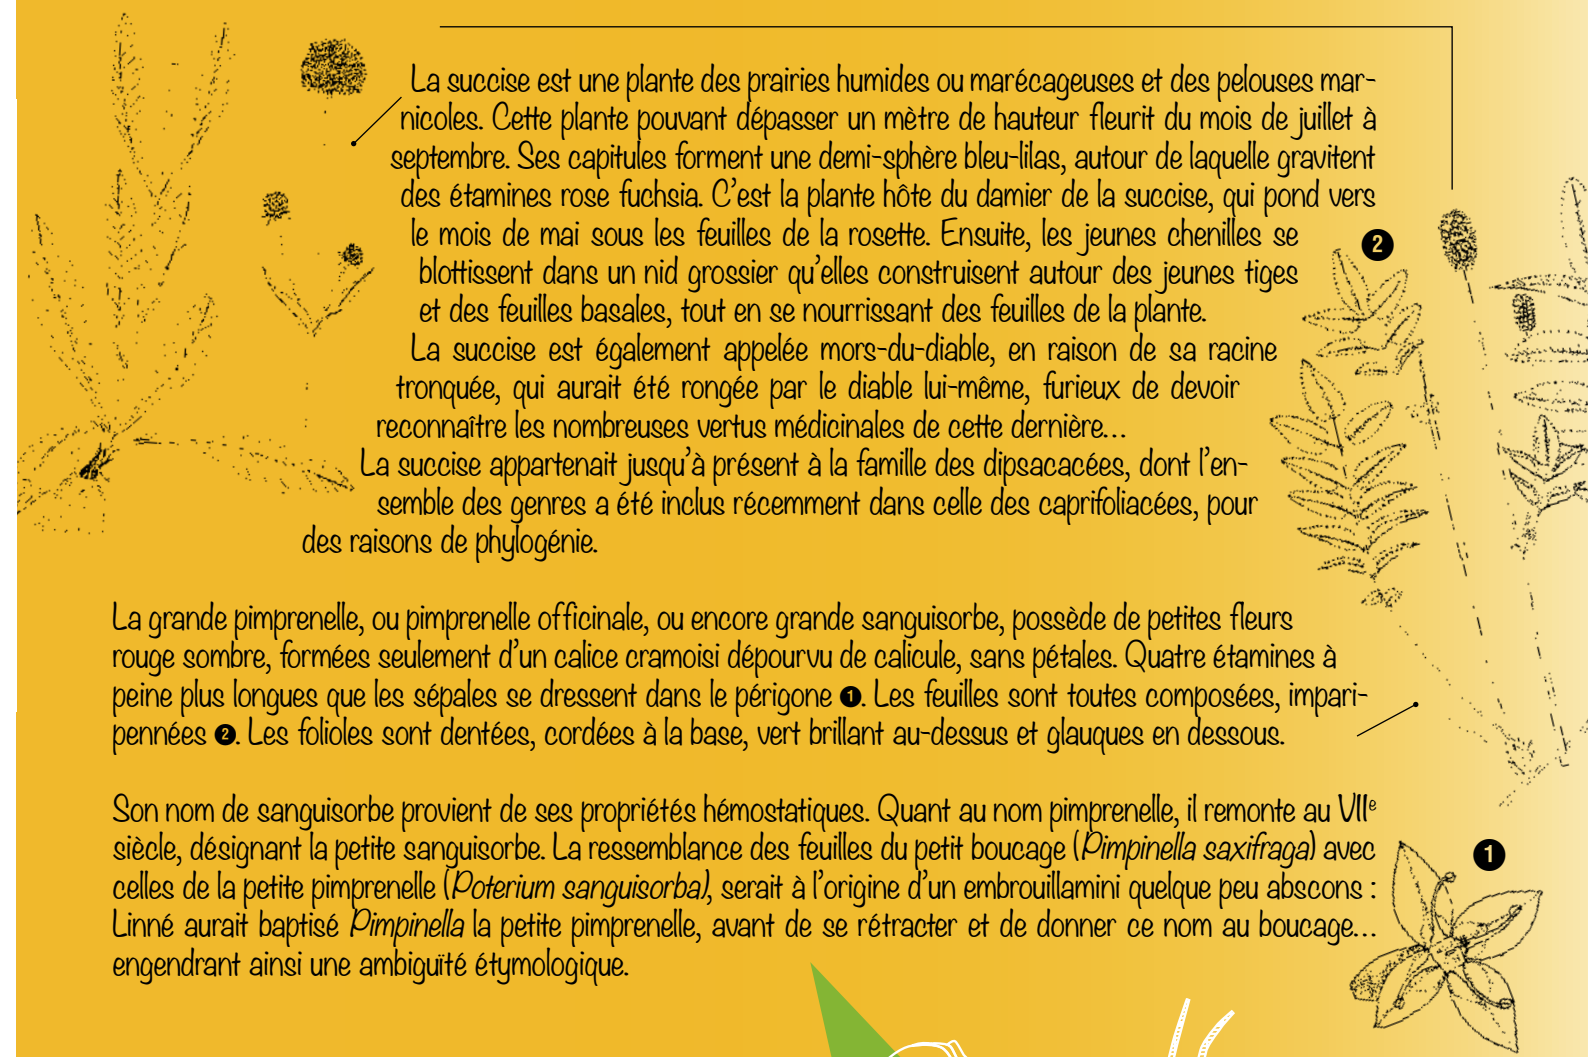 La succise est une plante des prairies humides ou marécageuses et des pelouses mar-
nicoles. Cette plante pouvant dépasser un mètre de hauteur fleurit du mois de juillet à
septembre. Ses capitules forment une demi-sphère bleu-lilas, autour de laquelle gravitent
des étamines rose fuchsia. C'est la plante hôte du damier de la succise, qui pond vers
le mois de mai sous les feuilles de la rosette. Ensuite, les jeunes chenilles se
blottissent dans un nid grossier qu'elles construisent autour des jeunes tiges
et des feuilles basales, tout en se nourrissant des feuilles de la plante.
La succise est également appelée mors-du-diable, en raison de sa racine
tronquée, qui aurait été rongée par le diable lui-même, furieux de devoir
reconnaître les nombreuses vertus médicinales de cette dernière...
La succise appartenait jusqu'à présent à la famille des dipsacacées, dont l'en-
semble des genres a été inclus récemment dans celle des caprifoliacées, pour
des raisons de phylogénie.
❷
La grande pimprenelle, ou pimprenelle officinale, ou encore grande sanguisorbe, possède de petites fleurs
rouge sombre, formées seulement d'un calice cramoisi dépourvu de calicule, sans pétales. Quatre étamines à
peine plus longues que les sépales se dressent dans le périgone ❶. Les feuilles sont toutes composées, impari-
pennées ❷. Les folioles sont dentées, cordées à la base, vert brillant au-dessus et glauques en dessous.
Son nom de sanguisorbe provient de ses propriétés hémostatiques. Quant au nom pimprenelle, il remonte au VIIe
siècle, désignant la petite sanguisorbe. La ressemblance des feuilles du petit boucage (Pimpinella saxifraga) avec
celles de la petite pimprenelle (Poterium sanguisorba), serait à l'origine d'un embrouillamini quelque peu abscons :
Linné aurait baptisé Pimpinella la petite pimprenelle, avant de se rétracter et de donner ce nom au boucage...
engendrant ainsi une ambiguïté étymologique.
❶